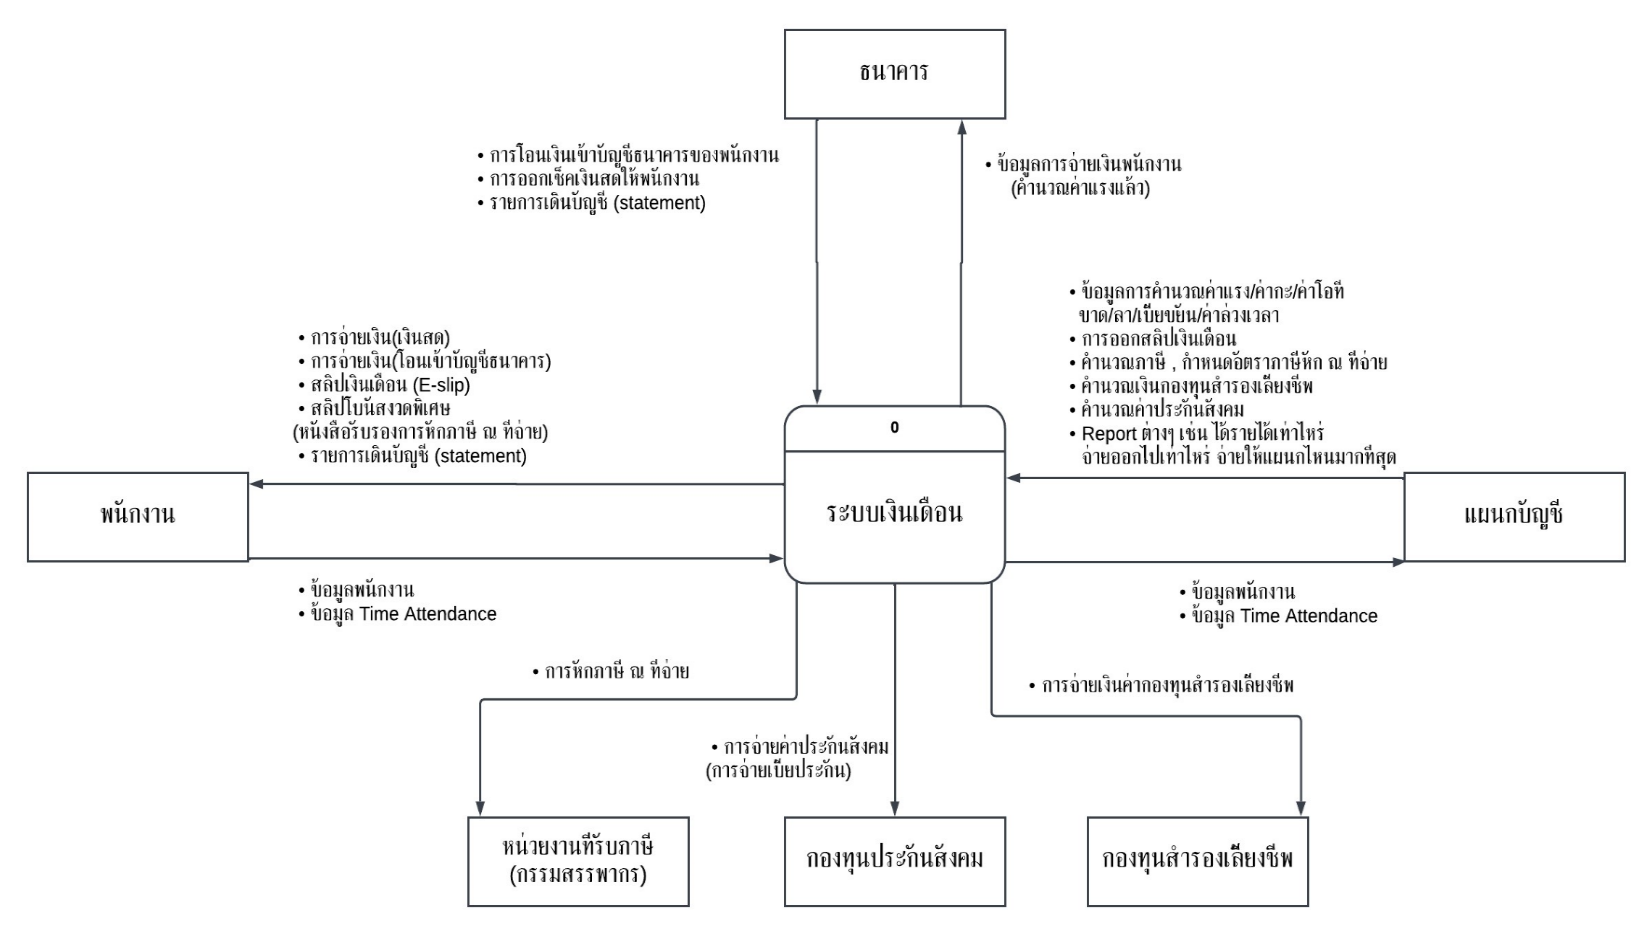 ธนาคาร
• การโอนเงินเข้าบัญชีธนาคารของพนักงาน
• การออกเช็คเงินสดให้พนักงาน
• รายการเดินบัญชี (statement)
• ข้อมูลการจ่ายเงินพนักงาน
(คำนวณค่าแรงแล้ว)
• ข้อมูลการคำนวณค่าแรง/ค่ากะ/ค่าโอที
ขาด/ลา/เบี้ยขยัน/ค่าล่วงเวลา
• การออกสลิปเงินเดือน
• คำนวณภาษี , กำหนดอัตราภาษีหัก ณ ที่จ่าย
• คำนวณเงินกองทุนสำรองเลี้ยงชีพ
• คำนวณค่าประกันสังคม
• Report ต่างๆ เช่น ได้รายได้เท่าไหร่
จ่ายออกไปเท่าไหร่ จ่ายให้แผนกไหนมากที่สุด
• การจ่ายเงิน(เงินสด)
• การจ่ายเงิน(โอนเข้าบัญชีธนาคาร)
• สลิปเงินเดือน (E-slip)
• สลิปโบนัสงวดพิเศษ
(หนังสือรับรองการหักภาษี ณ ที่จ่าย)
• รายการเดินบัญชี (statement)
0
พนักงาน
ระบบเงินเดือน
แผนกบัญชี
• ข้อมูลพนักงาน
• ข้อมูล Time Attendance
• ข้อมูลพนักงาน
• ข้อมูล Time Attendance
• การหักภาษี ณ ที่จ่าย
• การจ่ายเงินค่ากองทุนสำรองเลี้ยงชีพ
• การจ่ายค่าประกันสังคม
(การจ่ายเบี้ยประกัน)
หน่วยงานที่รับภาษี
(กรรมสรรพากร)
กองทุนประกันสังคม
กองทุนสำรองเลี้ยงชีพ